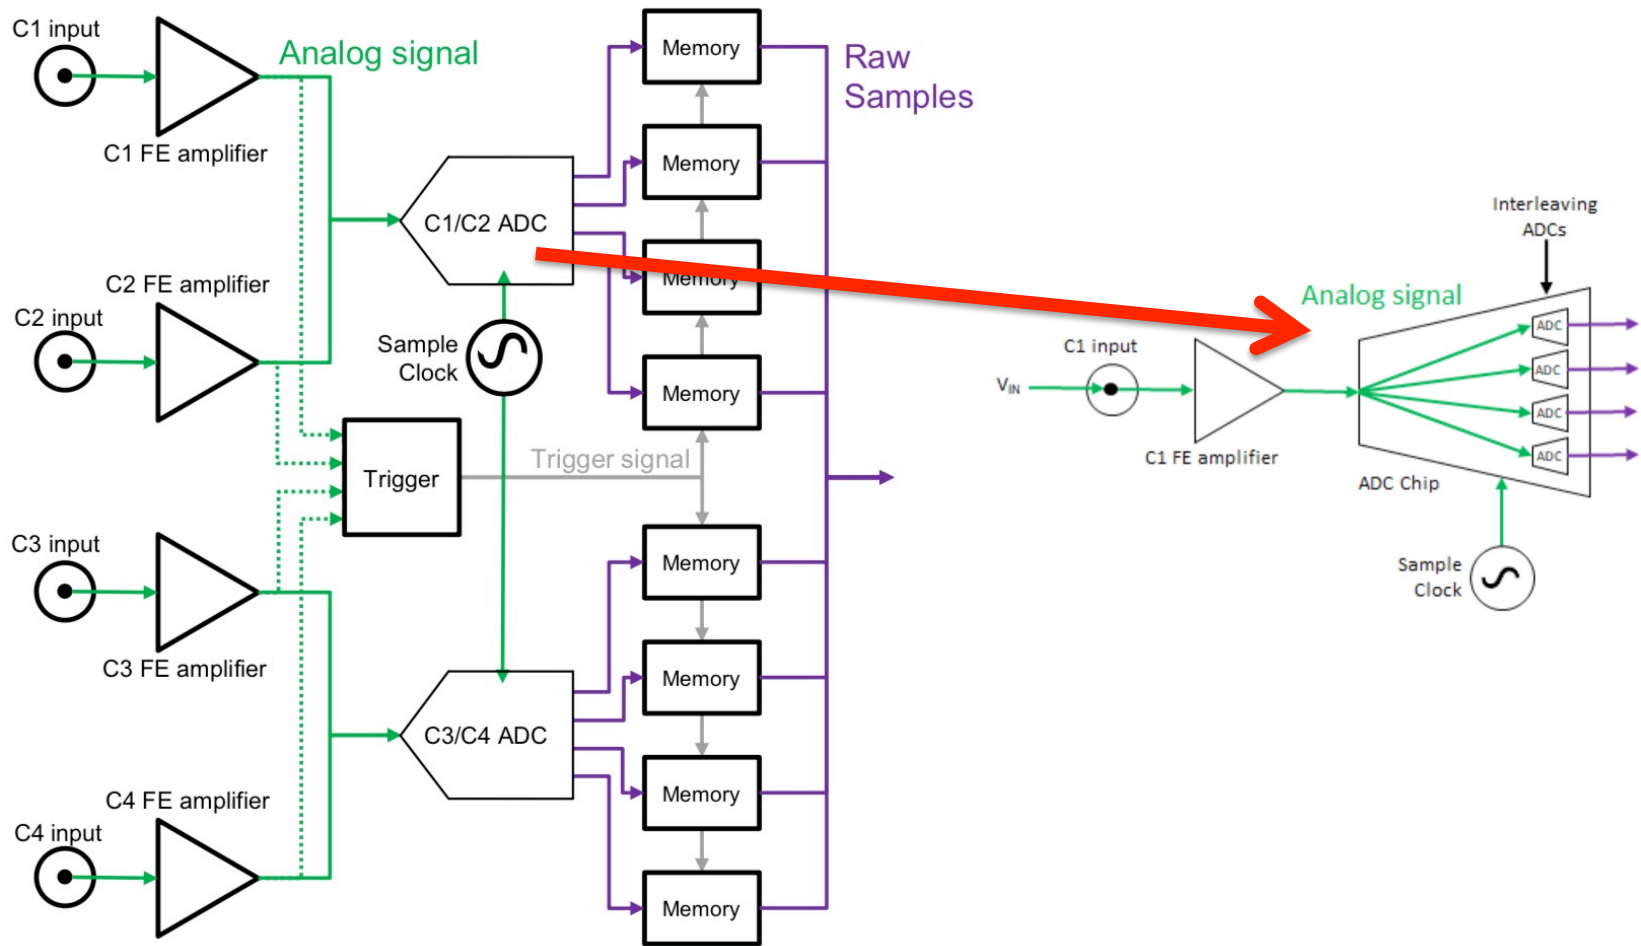 C1 input
Analog signal
C1 FE amplifier
C2 FE amplifier
C2 input
C1/C2 ADC
Sample
Clock
Memory
Memory
Memory
Memory
Raw
Samples
Trigger
Trigger signal
C3 input
C3 FE amplifier
C3/C4 ADC
C4 FE amplifier
C4 input
Memory
Memory
Memory
Memory
Interleaving
ADCs
Analog signal
C1 input
VIN
C1 FE amplifier
ADC
ADC
ADC
ADC
ADC Chip
Sample
Clock